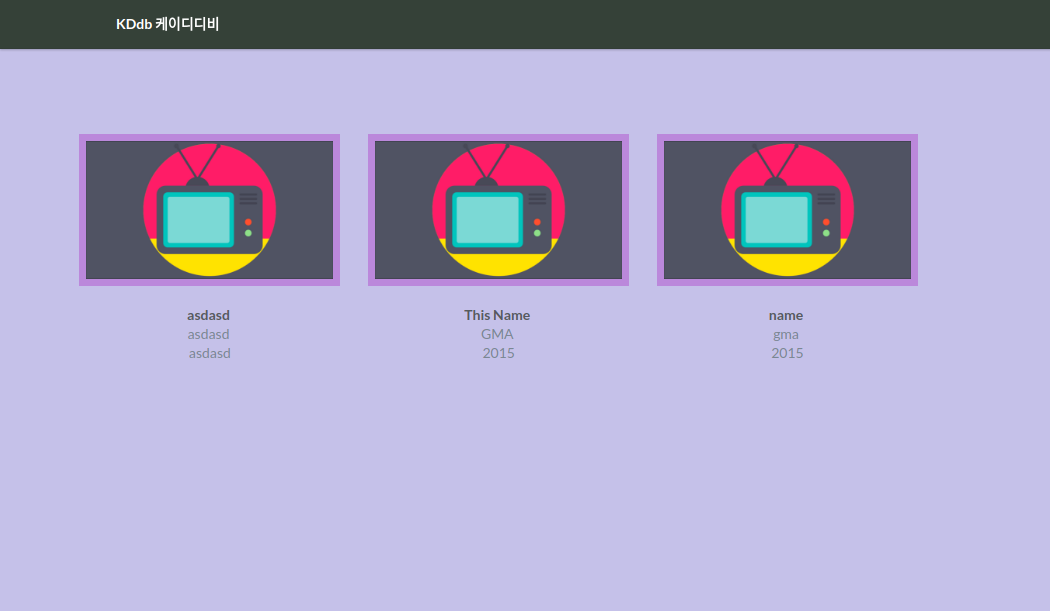 KDdb 케이디디비
asdasd
asdasd
asdasd
This Name
GMA
2015
name
gma
2015